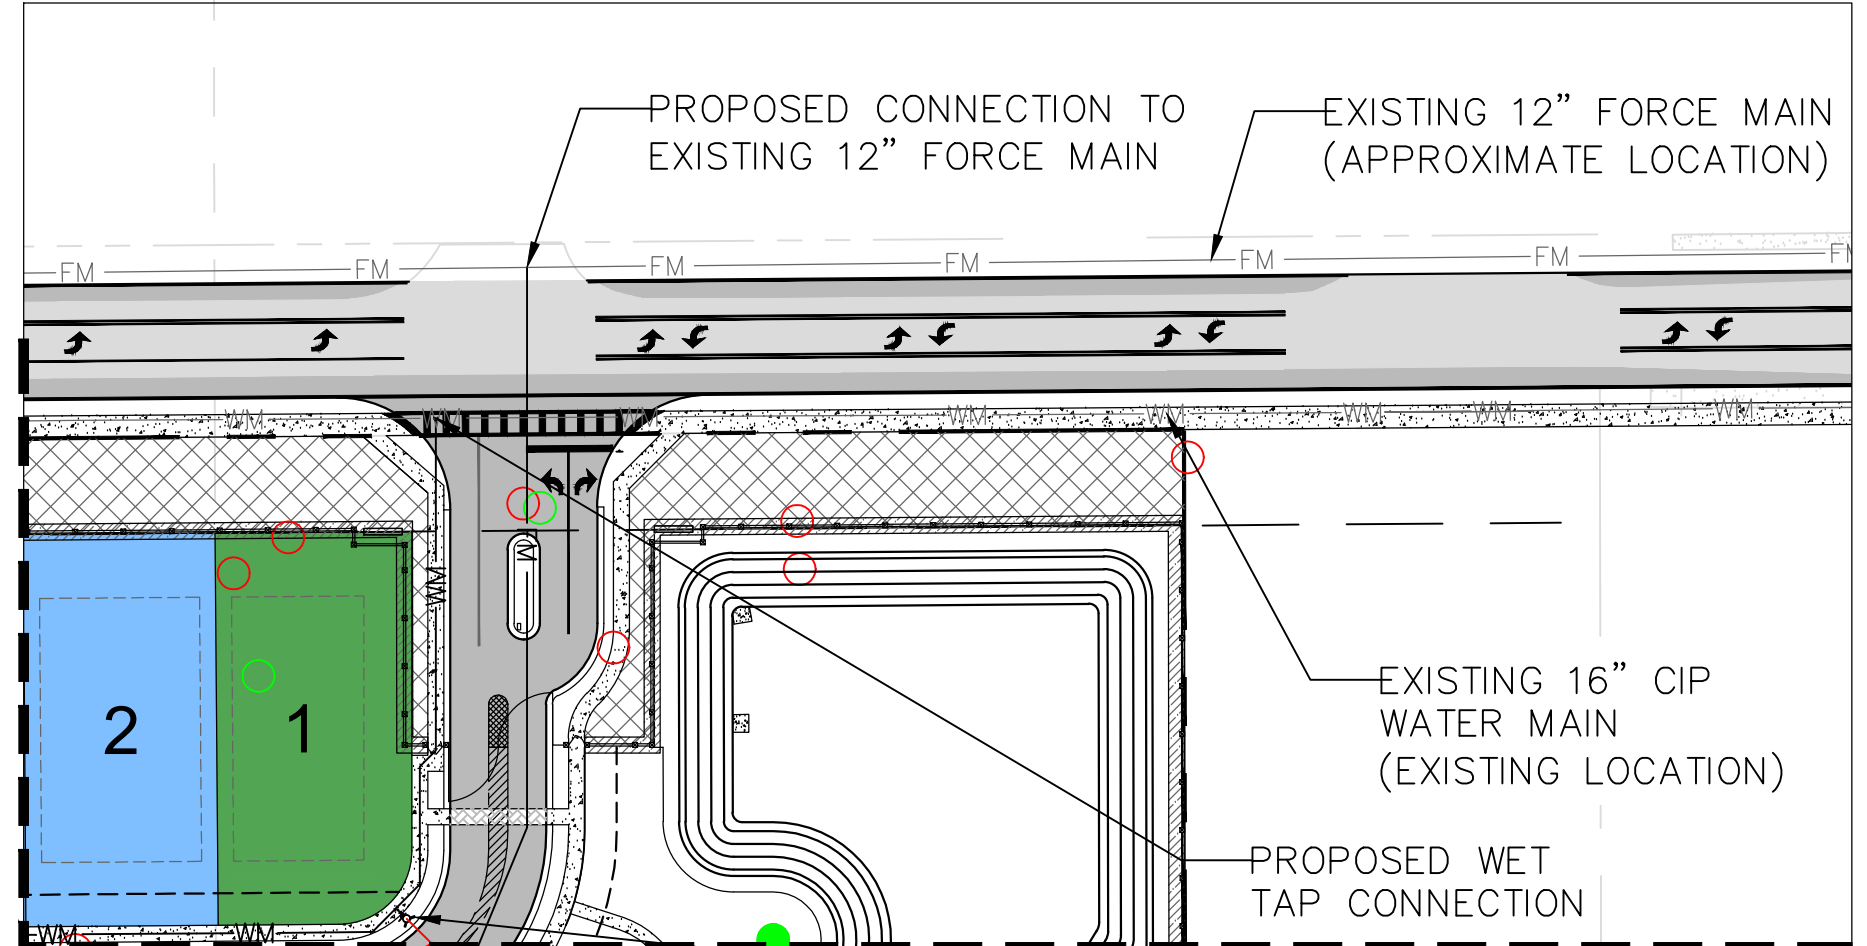 PROPOSED CONNECTION TO
EXISTING 12" FORCE MAIN
EXISTING 12" FORCE MAIN
(APPROXIMATE LOCATION)
FM
FM
FM
FM
FM
FM
FM
WM
WM
WM
WM
WM
WM
WM
WM
M
WM
2
1
EXISTING 16" CIP
WATER MAIN
(EXISTING LOCATION)
PROPOSED WET
TAP CONNECTION
WM
WM